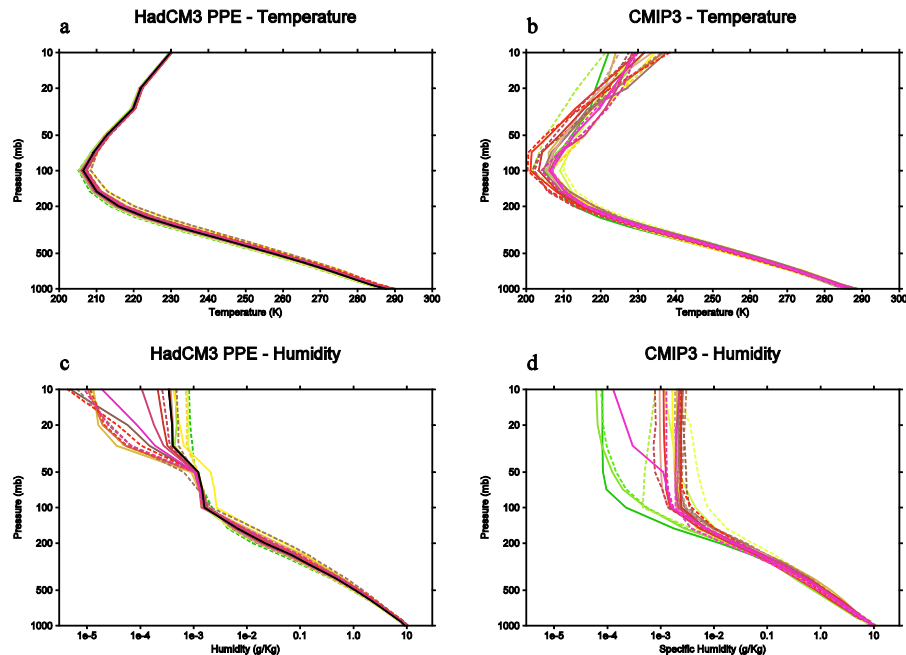 HadCM3 PPE - Temperature
CMIP3 - Temperature
a
b
10
20
50
100
200
500
1000
Pressure (mb)
200 210 220 230 240 250 260 270 280 290 300
Temperature (K)
10
20
50
100
200
500
1000
Pressure (mb)
200 210 220 230 240 250 260 270 280 290 300
Temperature (K)
HadCM3 PPE - Humidity
CMIP3 - Humidity
c
d
10
20
50
100
200
500
1000
Pressure (mb)
1e-5 1e-4 1e-3 1e-2 0.1 1.0 10
Humidity (g/Kg)
10
20
50
100
200
500
1000
Pressure (mb)
1e-5 1e-4 1e-3 1e-2 0.1 1.0 10
Specific Humidity (g/Kg)